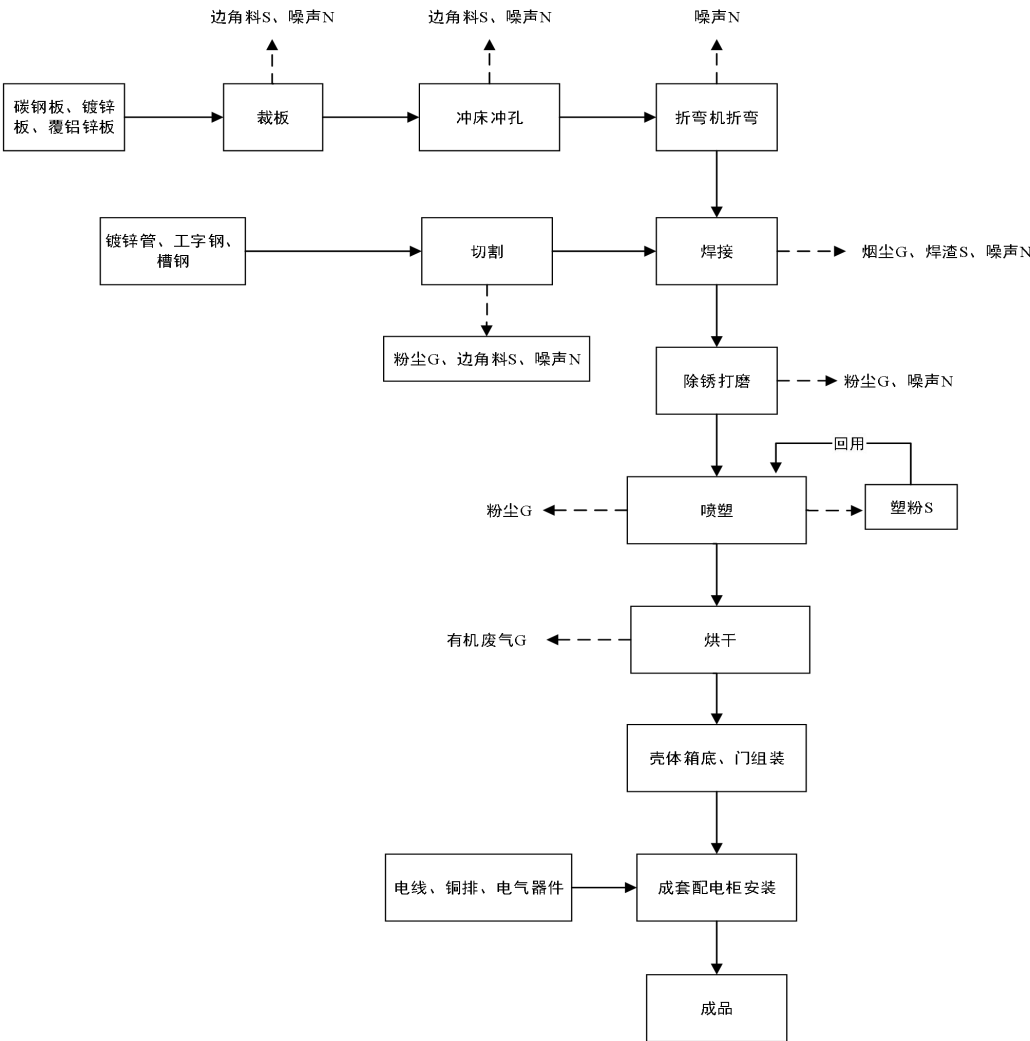 边角料S、噪声N
边角料S、噪声N
噪声N
碳钢板、镀锌
板、覆铝锌板
裁板
冲床冲孔
折弯机折弯
镀锌管、工字钢、
槽钢
切割
焊接
烟尘G、焊渣S、噪声N
粉尘G、边角料S、噪声N
除锈打磨
粉尘G、噪声N
回用
粉尘G
喷塑
塑粉S
有机废气G
烘干
壳体箱底、门组装
电线、铜排、电气器件
成套配电柜安装
成品